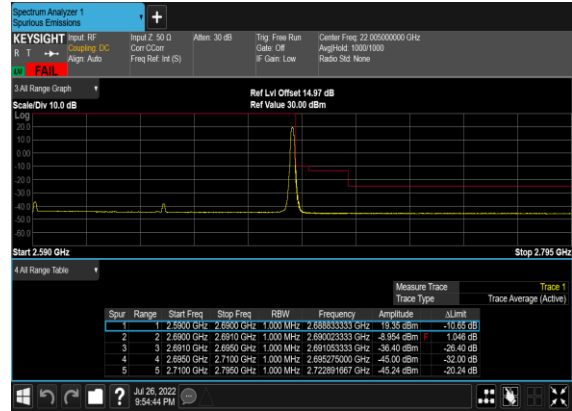 Spectrum Analyzer 1
Spurious Emissions
KEYSIGHT Input: RF Input Z: 50 Ω Atten: 30 dB Trig: Free Run Center Freq: 22.005000000 GHz
R T Coupling: DC Corr CCorr Gate: Off Avg|Hold: 1000/1000
Align: Auto Freq Ref: Int (S) IF Gain: Low Radio Std: None
FAIL
3 All Range Graph
Ref Lvl Offset 14.97 dB
Scale/Div 10.0 dB Ref Value 30.00 dBm
Log
20.0
10.0
0.00
-10.0
-20.0
-30.0
-40.0
-50.0
-60.0
Start 2.590 GHz Stop 2.795 GHz
4 All Range Table
Measure Trace Trace 1
Trace Type Trace Average (Active)
Spur Range Start Freq Stop Freq RBW Frequency Amplitude ΔLimit
1 1 2.5900 GHz 2.6900 GHz 1.000 MHz 2.688833333 GHz 19.35 dBm -10.65 dB
2 2 2.6900 GHz 2.6910 GHz 1.000 MHz 2.690023333 GHz -8.954 dBm F 1.046 dB
3 3 2.6910 GHz 2.6950 GHz 1.000 MHz 2.691053333 GHz -36.40 dBm -26.40 dB
4 4 2.6950 GHz 2.7100 GHz 1.000 MHz 2.695275000 GHz -45.00 dBm -32.00 dB
5 5 2.7100 GHz 2.7950 GHz 1.000 MHz 2.722891667 GHz -45.24 dBm -20.24 dB
?
Jul 26, 2022
9:54:44 PM